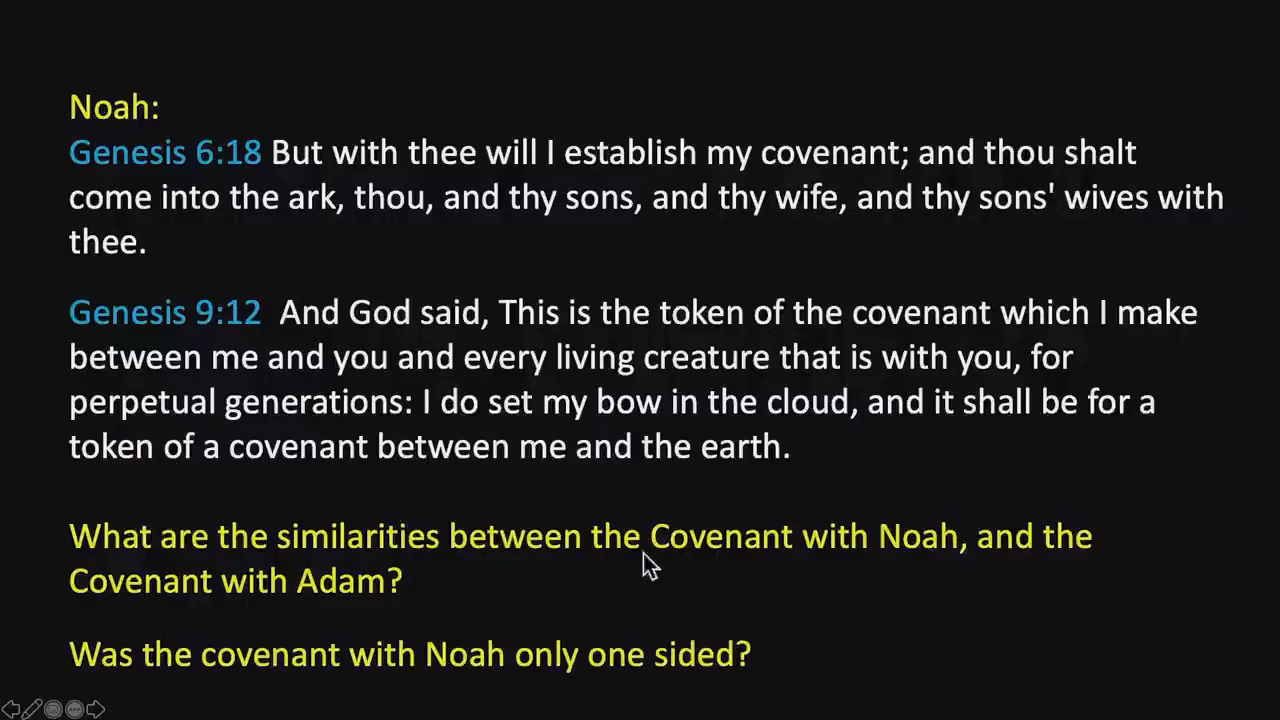 Noah:
Genesis 6:18 But with thee will I establish my covenant; and thou shalt
come into the ark, thou, and thy sons, and thy wife, and thy sons' wives with
thee.
Genesis 9:12  And God said, This is the token of the covenant which I make
between me and you and every living creature that is with you, for
perpetual generations: I do set my bow in the cloud, and it shall be for a
token of a covenant between me and the earth.
What are the similarities between the Covenant with Noah, and the
Covenant with Adam?
Was the covenant with Noah only one sided?